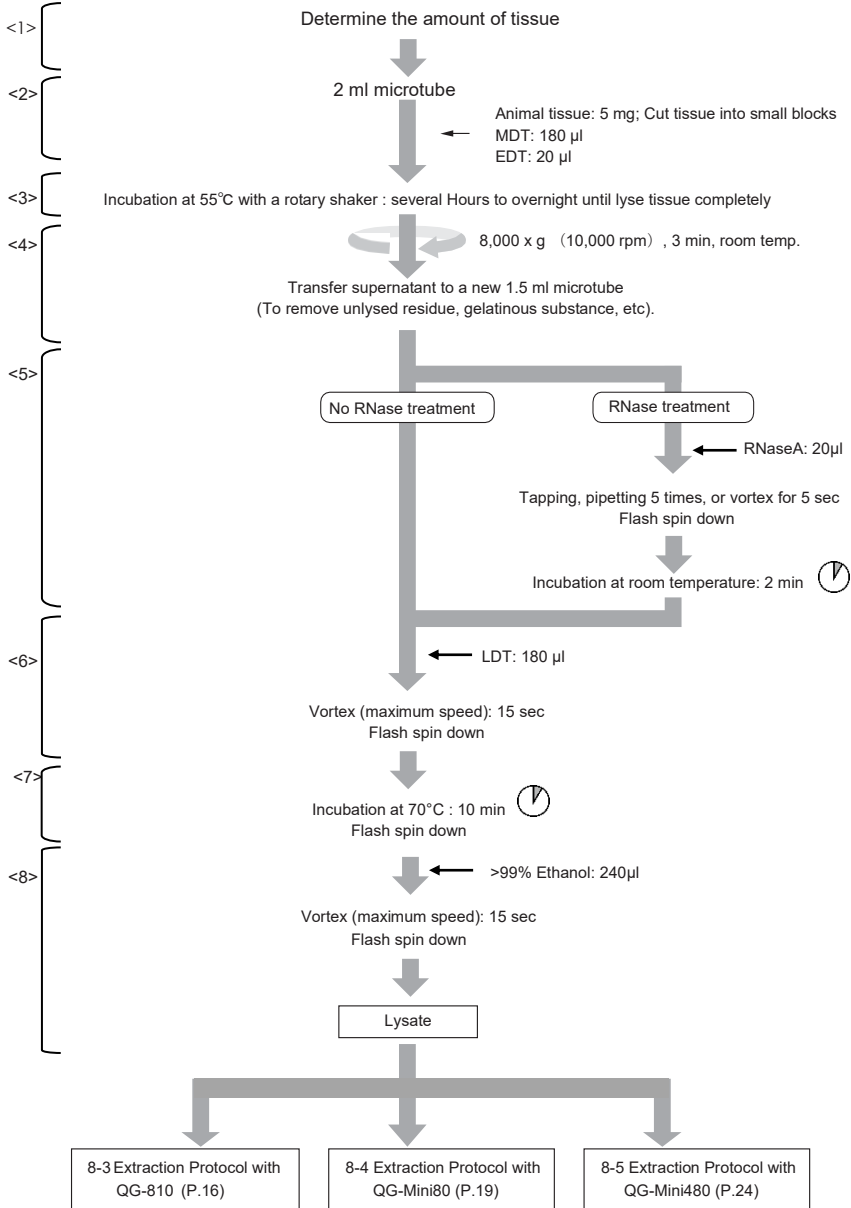 <1>
Determine the amount of tissue
<2>
2 ml microtube
Animal tissue: 5 mg; Cut tissue into small blocks
MDT: 180 µl
EDT: 20 µl
<3>
Incubation at 55℃ with a rotary shaker : several Hours to overnight until lyse tissue completely
<4>
8,000 x g （10,000 rpm）, 3 min, room temp.
Transfer supernatant to a new 1.5 ml microtube
(To remove unlysed residue, gelatinous substance, etc).
<5>
No RNase treatment
RNase treatment
RNaseA: 20µl
Tapping, pipetting 5 times, or vortex for 5 sec
Flash spin down
Incubation at room temperature: 2 min
<6>
LDT: 180 µl
Vortex (maximum speed): 15 sec
Flash spin down
<7>
Incubation at 70°C : 10 min
Flash spin down
<8>
>99% Ethanol: 240µl
Vortex (maximum speed): 15 sec
Flash spin down
Lysate
8-3 Extraction Protocol with
QG-810 (P.16)
8-4 Extraction Protocol with
QG-Mini80 (P.19)
8-5 Extraction Protocol with
QG-Mini480 (P.24)